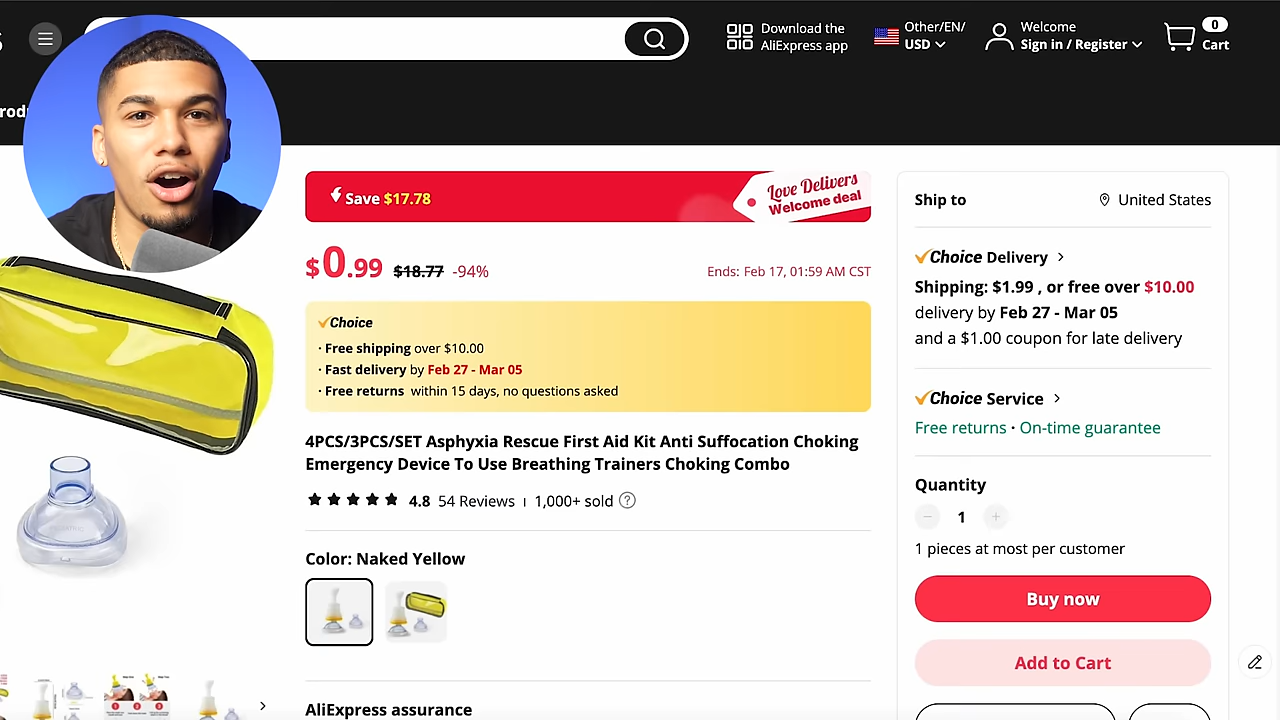 Download the
AliExpress app
Other/EN/
USD
Welcome
Sign in / Register
0
Cart
Save $17.78
Love Delivers
Welcome deal
$0.99 $18.77 -94%
Ends: Feb 17, 01:59 AM CST
Choice
· Free shipping over $10.00
· Fast delivery by Feb 27 - Mar 05
· Free returns within 15 days, no questions asked
4PCS/3PCS/SET Asphyxia Rescue First Aid Kit Anti Suffocation Choking
Emergency Device To Use Breathing Trainers Choking Combo
4.8 54 Reviews 1,000+ sold ?
Color: Naked Yellow
AliExpress assurance
Ship to
United States
Choice Delivery
Shipping: $1.99 , or free over $10.00
delivery by Feb 27 - Mar 05
and a $1.00 coupon for late delivery
Choice Service
Free returns · On-time guarantee
Quantity
1
1 pieces at most per customer
Buy now
Add to Cart